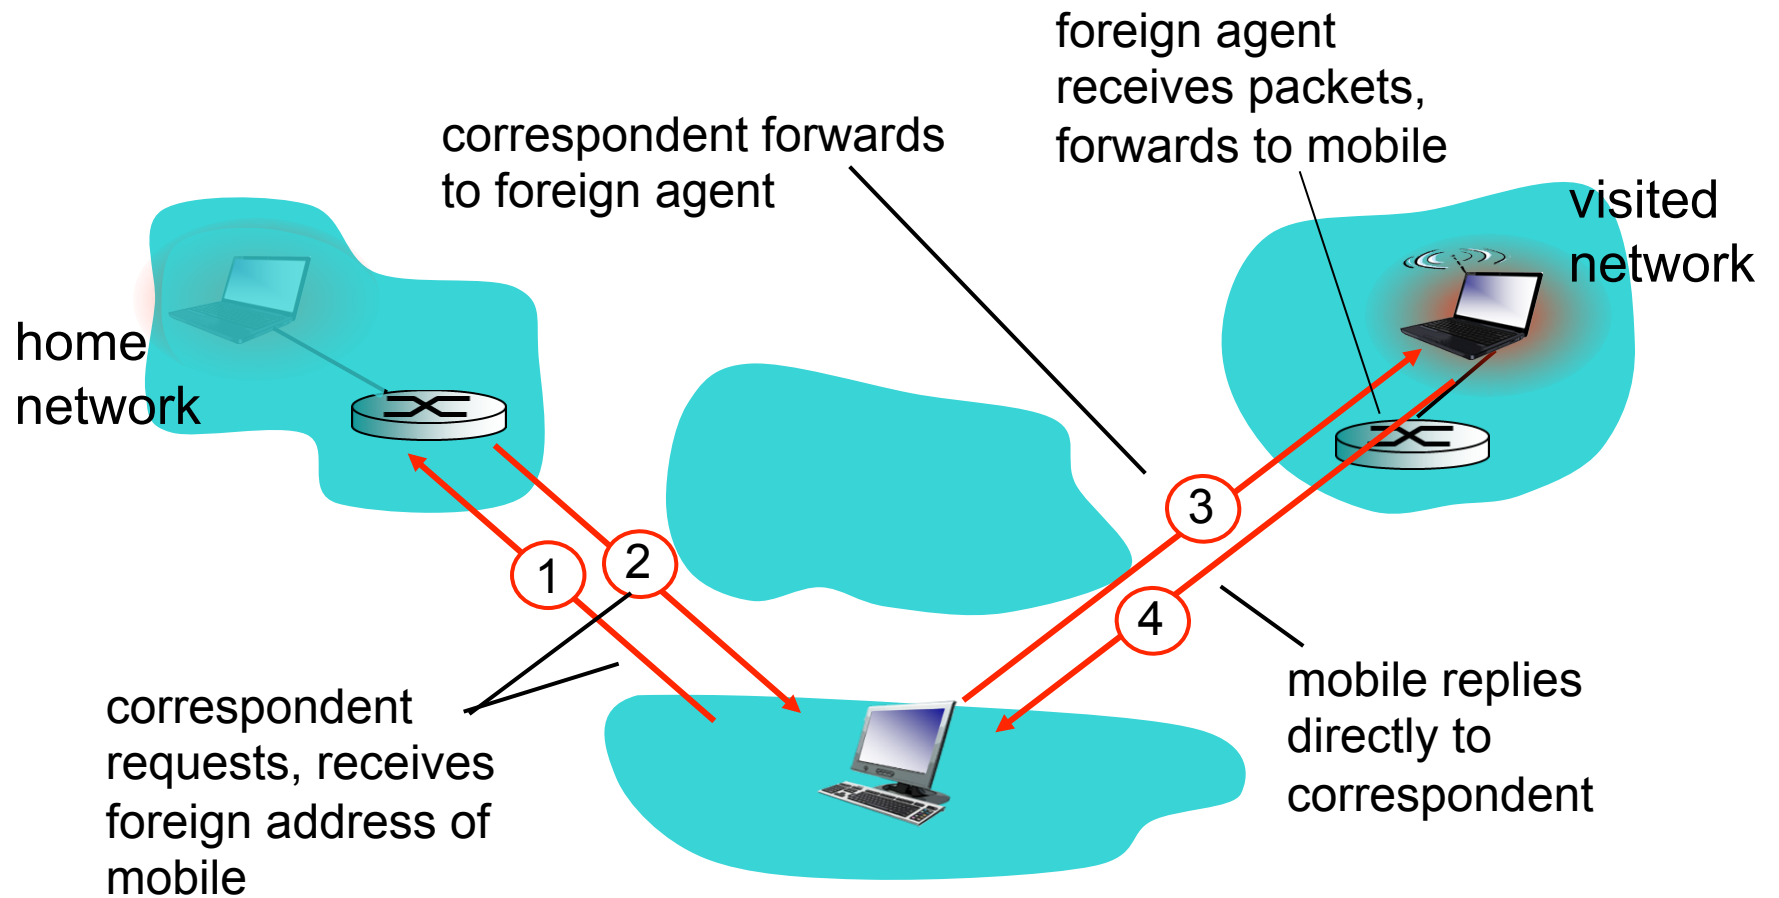 foreign agent
receives packets,
forwards to mobile
correspondent forwards
to foreign agent
visited
network
home
network
3
2
1
4
correspondent
requests, receives
foreign address of
mobile
mobile replies
directly to
correspondent